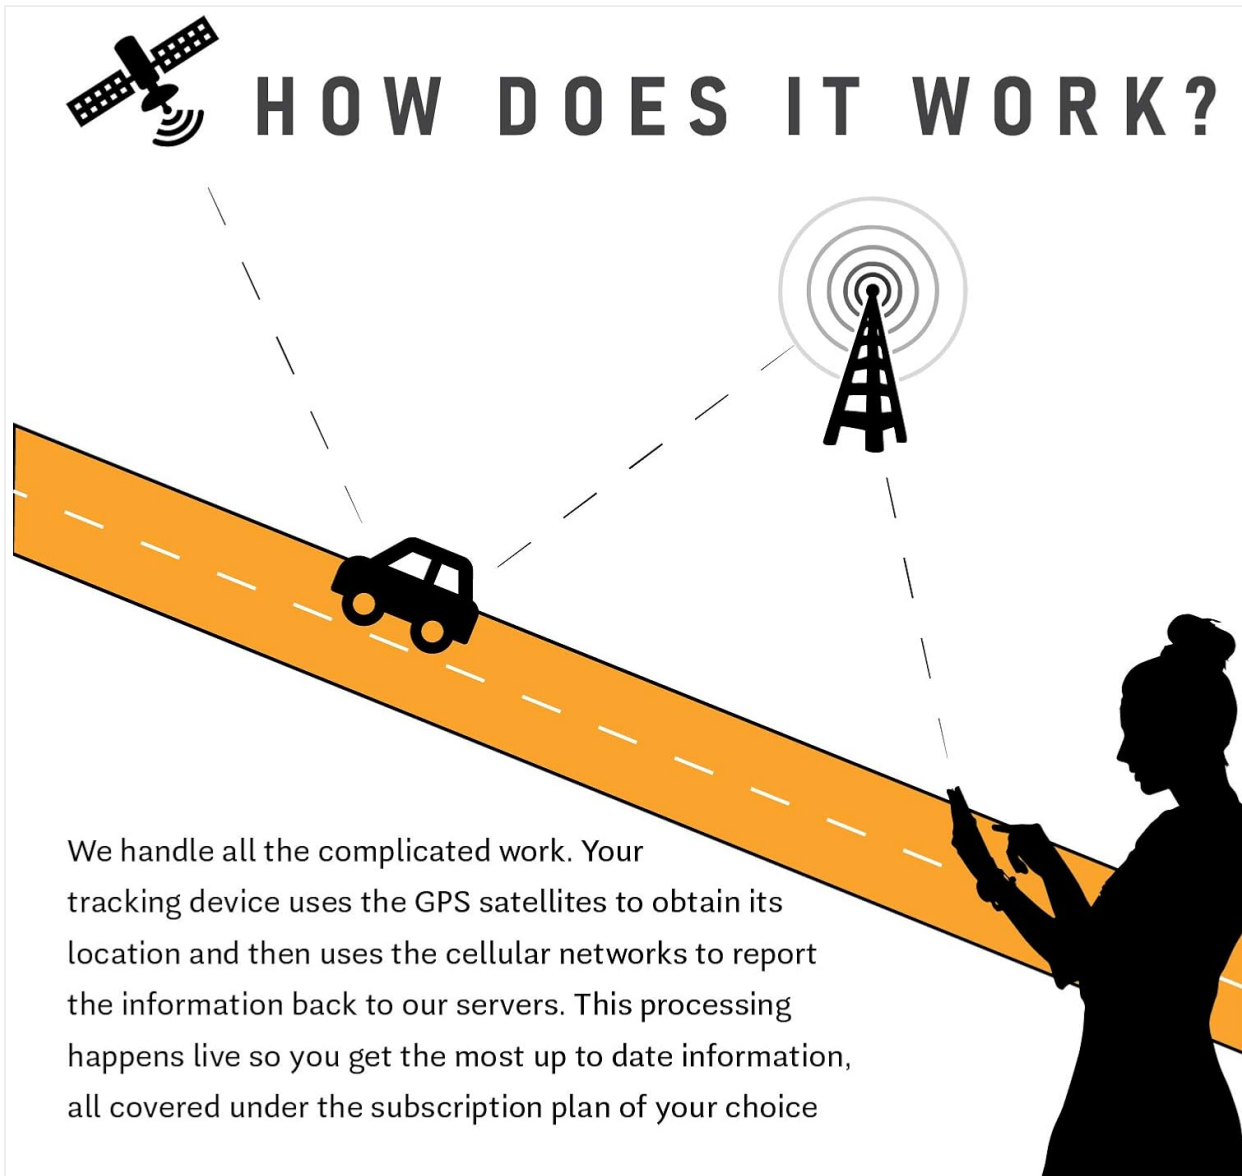 HOW DOES IT WORK?
We handle all the complicated work. Your
tracking device uses the GPS satellites to obtain its
location and then uses the cellular networks to report
the information back to our servers. This processing
happens live so you get the most up to date information,
all covered under the subscription plan of your choice